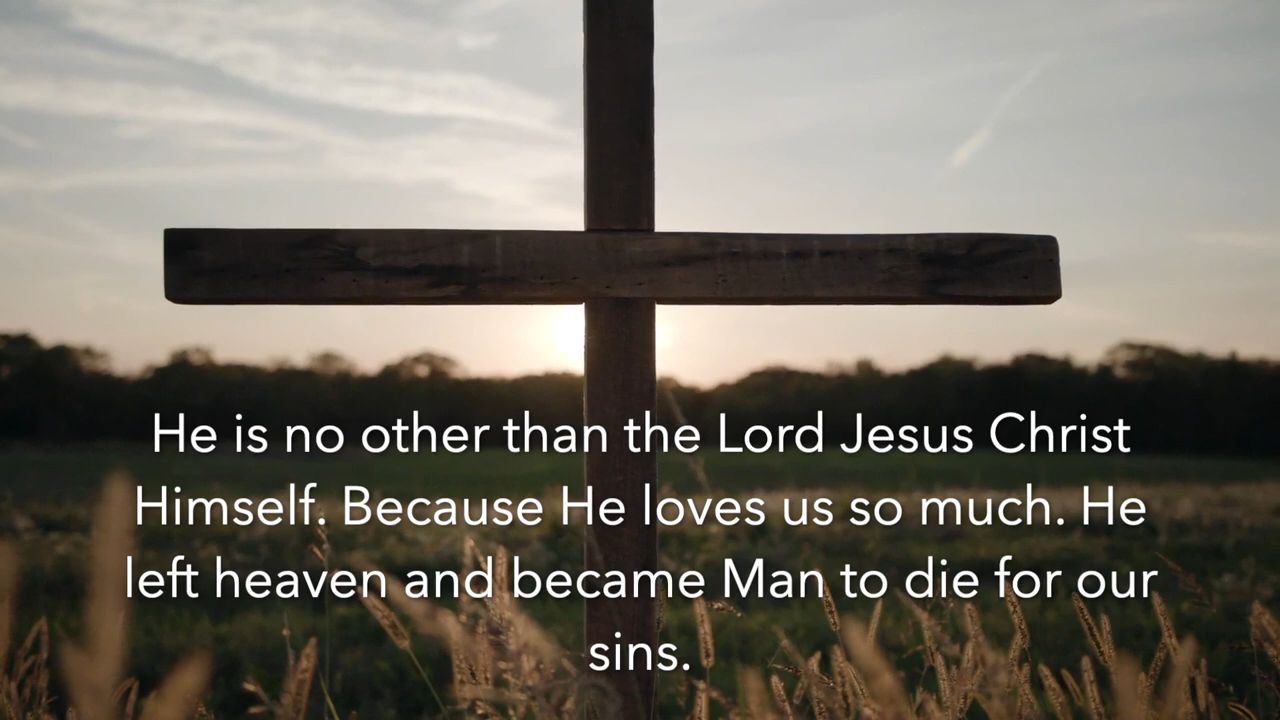 He is no other than the Lord Jesus Christ
Himself. Because He loves us so much. He
left heaven and became Man to die for our
sins.